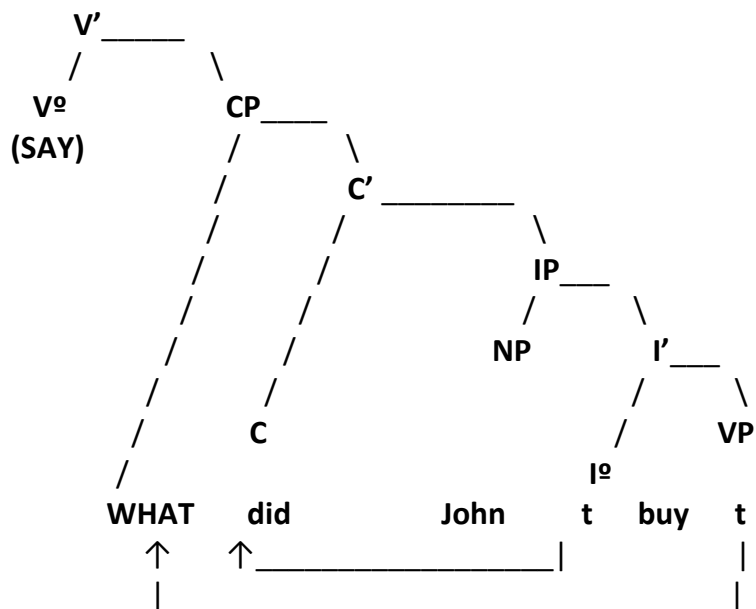 V’
Vº CP
(SAY)
C’
IP
NP I’
C VP
Iº
WHAT did John t buy t